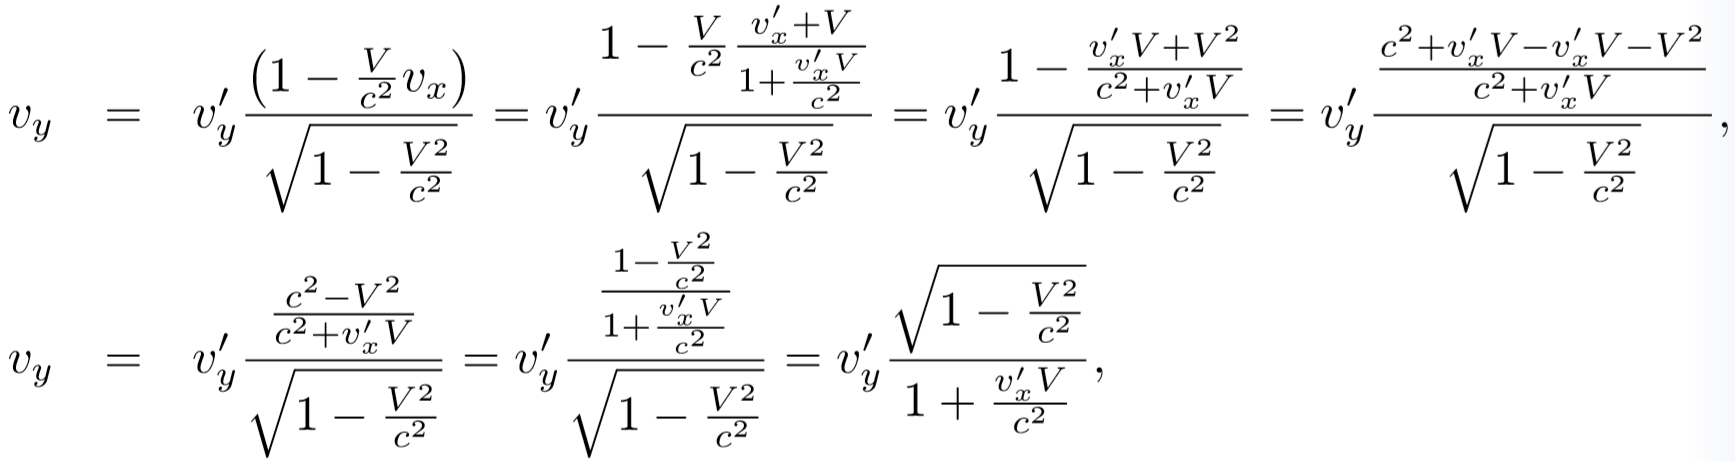 v_y = v'_y \frac{\left(1 - \frac{V}{c^2} v_x\right)}{\sqrt{1 - \frac{V^2}{c^2}}} = v'_y \frac{1 - \frac{V}{c^2} \frac{v'_x + V}{1 + \frac{v'_x V}{c^2}}}{\sqrt{1 - \frac{V^2}{c^2}}} = v'_y \frac{1 - \frac{v'_x V + V^2}{c^2 + v'_x V}}{\sqrt{1 - \frac{V^2}{c^2}}} = v'_y \frac{\frac{c^2 + v'_x V - v'_x V - V^2}{c^2 + v'_x V}}{\sqrt{1 - \frac{V^2}{c^2}}},
v_y = v'_y \frac{\frac{c^2 - V^2}{c^2 + v'_x V}}{\sqrt{1 - \frac{V^2}{c^2}}} = v'_y \frac{\frac{1 - \frac{V^2}{c^2}}{1 + \frac{v'_x V}{c^2}}}{\sqrt{1 - \frac{V^2}{c^2}}} = v'_y \frac{\sqrt{1 - \frac{V^2}{c^2}}}{1 + \frac{v'_x V}{c^2}},